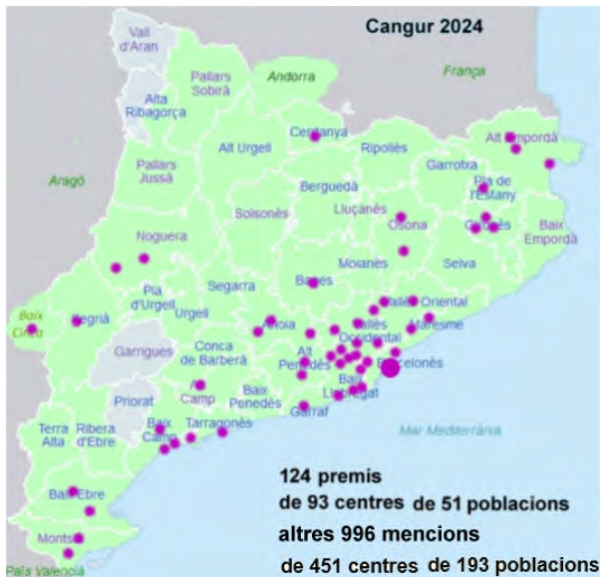 Cangur 2024
Vall
d'Aran
Pallars
Sobirà
Andorra
França
Alta
Ribagorça
Cerdanya
Alt Empordà
Alt Urgell
Ripollès
Garrotxa
Pallars
Jussà
Aragó
Berguedà
Pla de
l'Estany
Solsonès
Lluçanès
Osona
Gironès
Baix
Empordà
Noguera
Moianès
Selva
Bages
Segarra
Pla
d'Urgell
Urgell
Vallès Oriental
Baix
Cinca
Segrià
Anoia
Vallès
Occidental
Maresme
Garrigues
Conca
de Barberà
Alt
Penedès
Barcelonès
Priorat
Alt
Camp
Baix
Penedès
Baix
Llobregat
Garraf
Terra
Alta
Ribera
d'Ebre
Baix
Camp
Tarragonès
Mar Mediterrània
124 premis
de 93 centres de 51 poblacions
Baix Ebre
altres 996 mencions
Montsià
de 451 centres de 193 poblacions
País Valencià